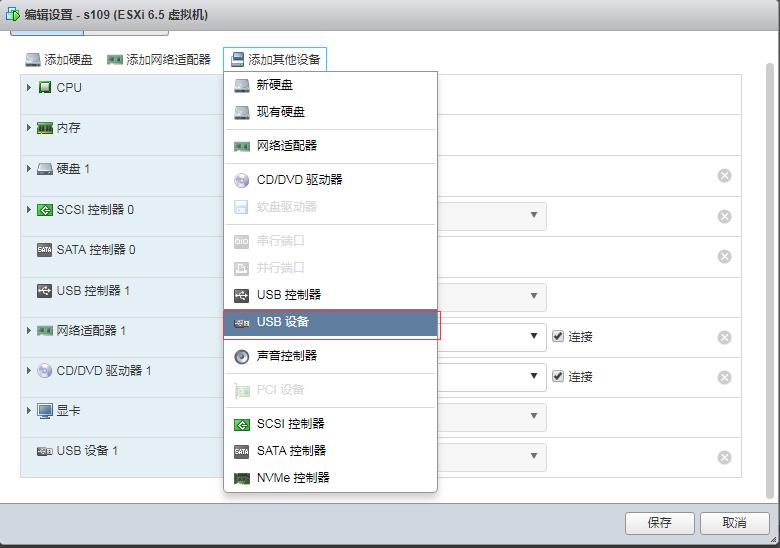 编辑设置 - s109 (ESXi 6.5 虚拟机)
添加硬盘 添加网络适配器 添加其他设备
CPU
内存
硬盘 1
SCSI 控制器 0
SATA 控制器 0
USB 控制器 1
网络适配器 1 连接
CD/DVD 驱动器 1 连接
显卡
USB 设备 1
新硬盘
现有硬盘
网络适配器
CD/DVD 驱动器
软盘驱动器
串行端口
并行端口
USB 控制器
USB 设备
声音控制器
PCI 设备
SCSI 控制器
SATA 控制器
NVMe 控制器
保存 取消